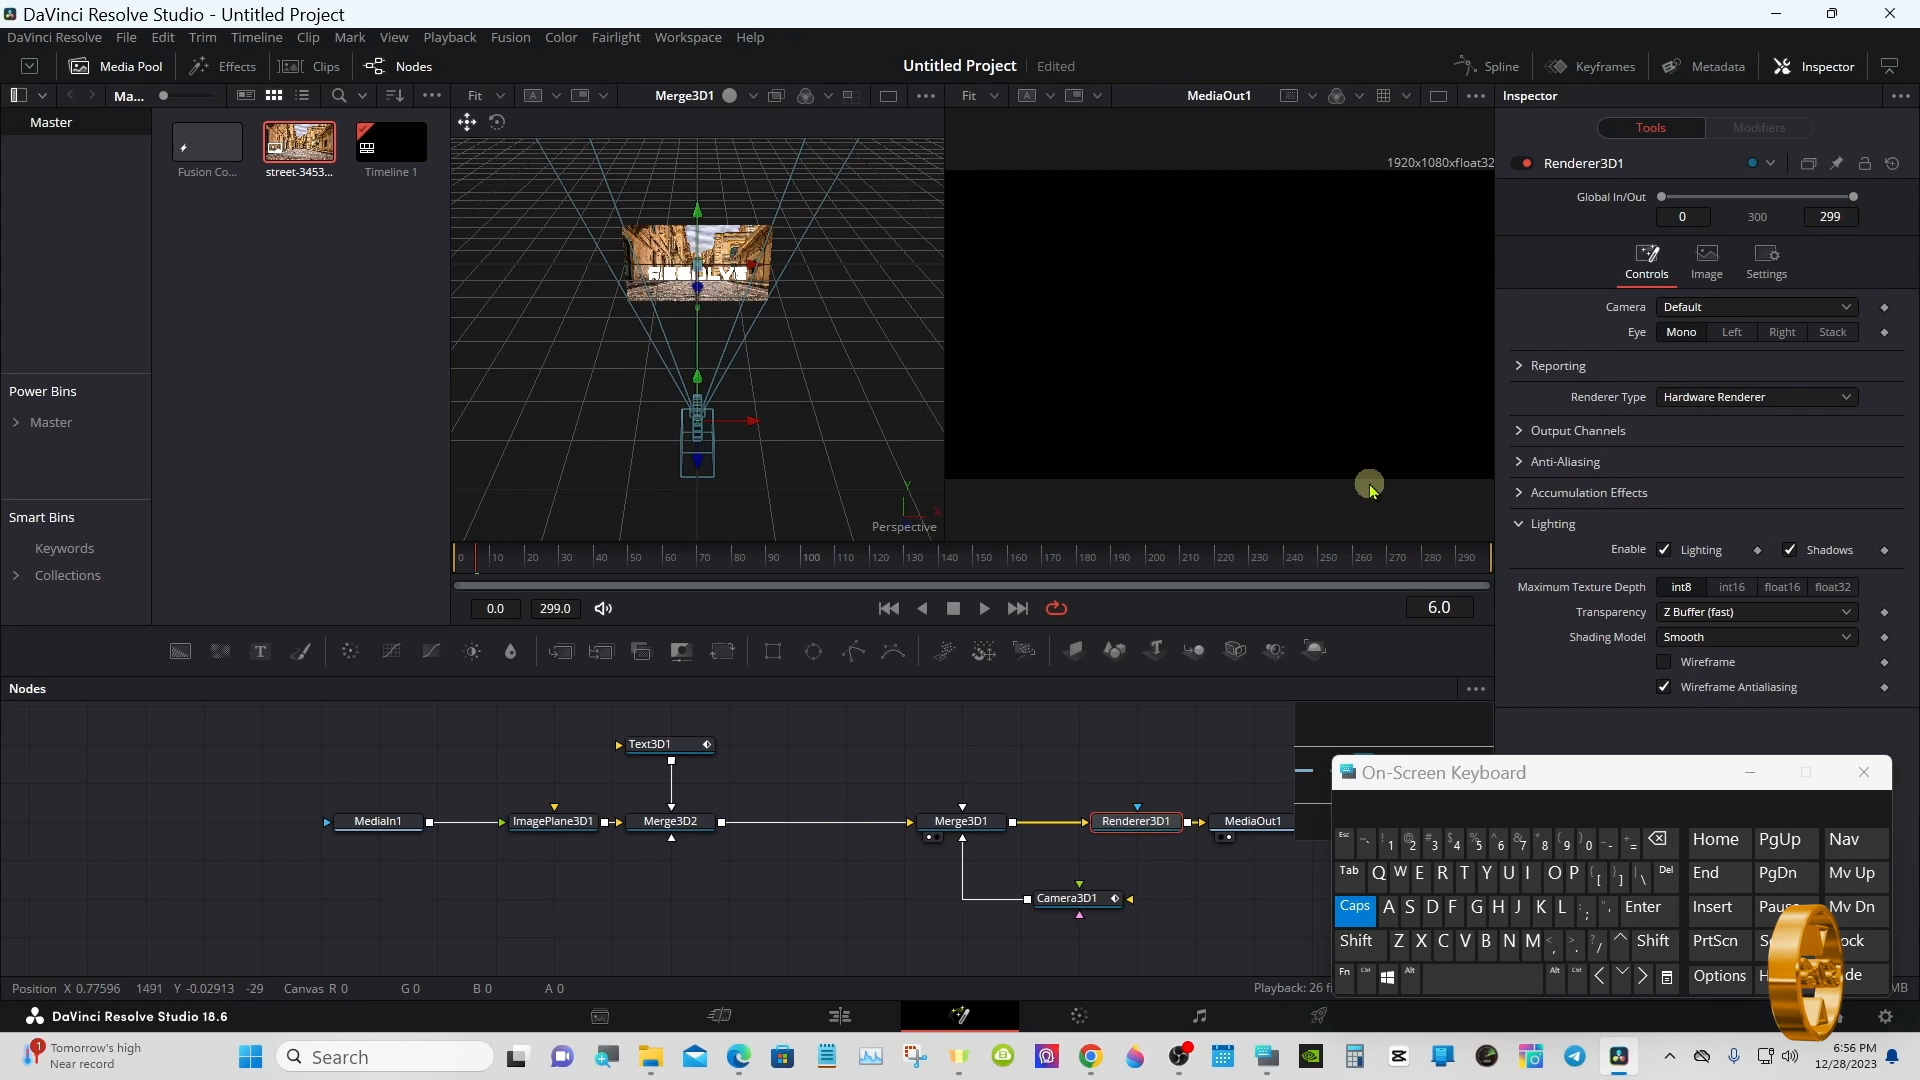 DaVinci Resolve Studio - Untitled Project
DaVinci Resolve File Edit Trim Timeline Clip Mark View Playback Fusion Color Fairlight Workspace Help
Media Pool Effects Clips Nodes
Untitled Project Edited
Spline Keyframes Metadata Inspector
Ma...
Fit A Merge3D1
Fit A MediaOut1
Inspector
Master
Fusion Co...
street-3453...
Timeline 1
Power Bins
Master
Smart Bins
Keywords
Collections
RESOLVE
Y
X
Perspective
1920x1080xfloat32
Tools Modifiers
Renderer3D1
Global In/Out
0 300 299
Controls Image Settings
Camera Default
Eye Mono Left Right Stack
Reporting
Renderer Type Hardware Renderer
Output Channels
Anti-Aliasing
Accumulation Effects
Lighting
Enable Lighting Shadows
Maximum Texture Depth int8 int16 float16 float32
Transparency Z Buffer (fast)
Shading Model Smooth
Wireframe
Wireframe Antialiasing
0 10 20 30 40 50 60 70 80 90 100 110 120 130 140 150 160 170 180 190 200 210 220 230 240 250 260 270 280 290
0.0 299.0 6.0
T
T
Nodes
Text3D1
MediaIn1 ImagePlane3D1 Merge3D2 Merge3D1 Renderer3D1 MediaOut1
Camera3D1
On-Screen Keyboard
Esc ~ ` ! 1 @ 2 # 3 $ 4 % 5 ^ 6 & 7 * 8 ( 9 ) 0 _ - + = Home PgUp Nav
Tab Q W E R T Y U I O P { [ } ] | \ Del End PgDn Mv Up
Caps A S D F G H J K L : ; " ' Enter Insert Pause Mv Dn
Shift Z X C V B N M < , > . ? / Shift PrtScn
Fn Ctrl Alt Alt Ctrl Options
Position X 0.77596 1491 Y -0.02913 -29 Canvas R 0 G 0 B 0 A 0
Playback: 26
MB
DaVinci Resolve Studio 18.6
1
Tomorrow's high
Near record
Search
6:56 PM
12/28/2023